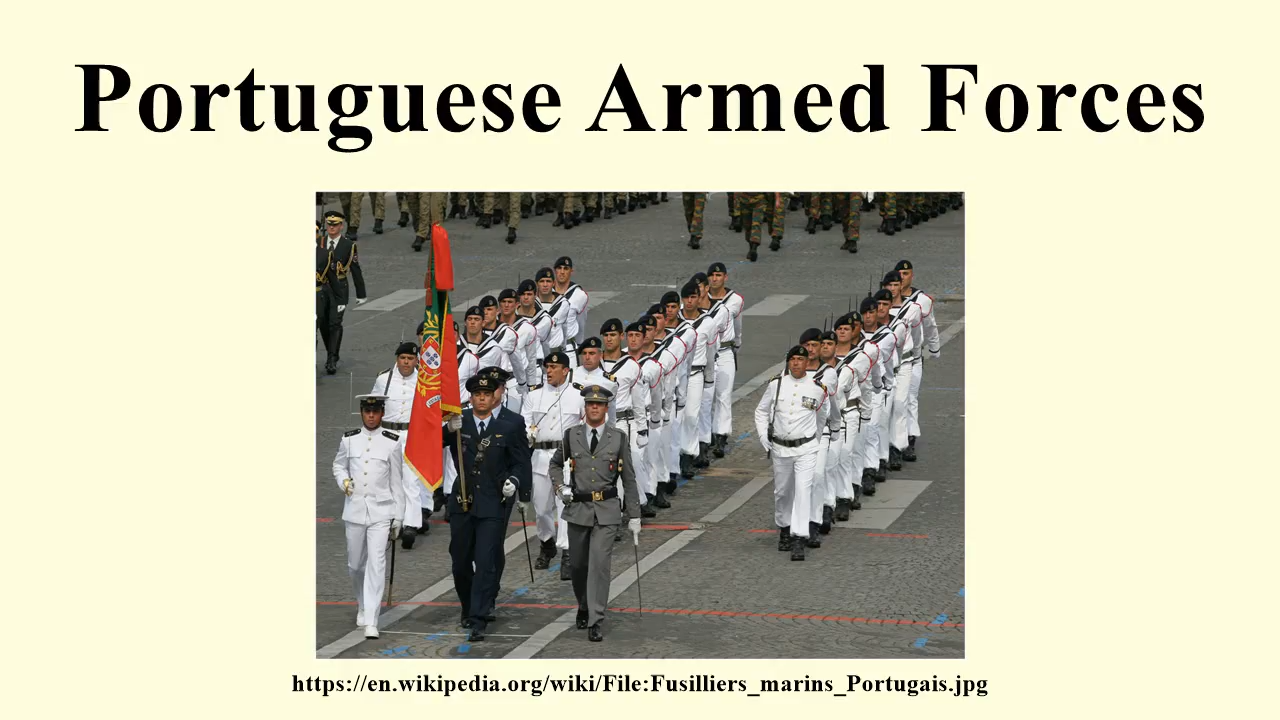 Portuguese Armed Forces
https://en.wikipedia.org/wiki/File:Fusilliers_marins_Portugais.jpg